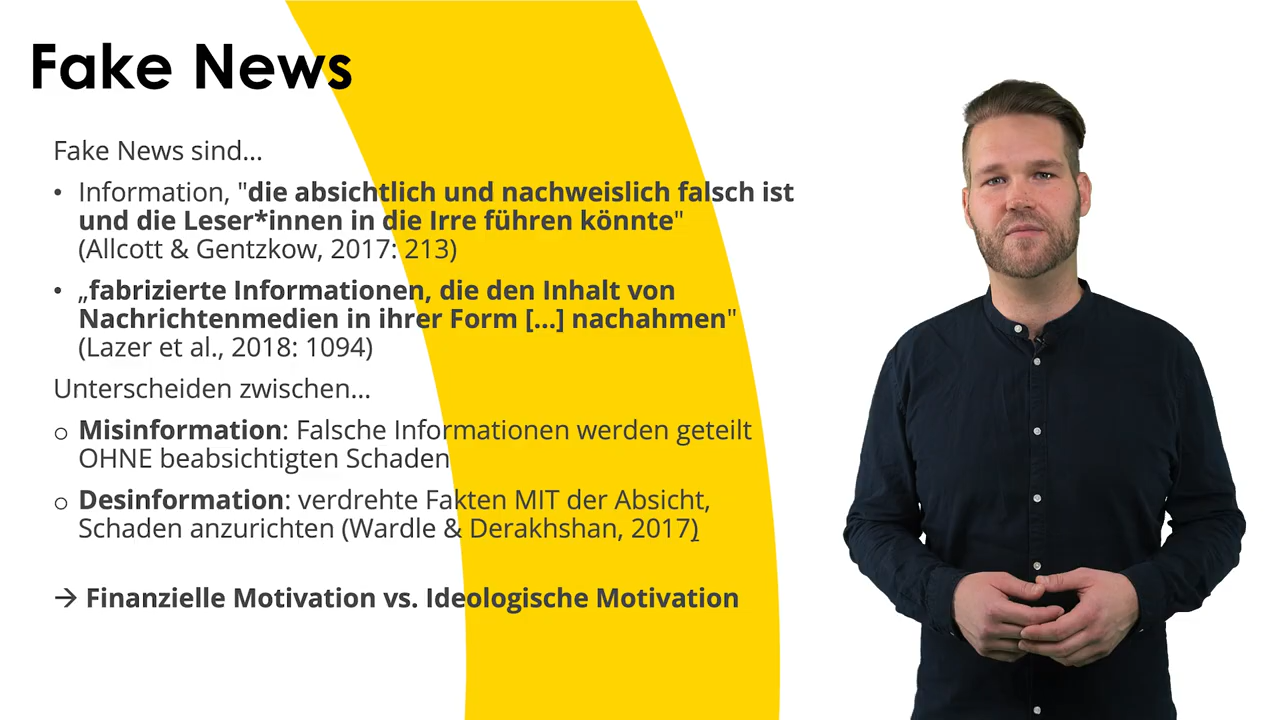 Fake News
Fake News sind...
• Information, "die absichtlich und nachweislich falsch ist
und die Leser*innen in die Irre führen könnte"
(Allcott & Gentzkow, 2017: 213)
• „fabrizierte Informationen, die den Inhalt von
Nachrichtenmedien in ihrer Form [...] nachahmen"
(Lazer et al., 2018: 1094)
Unterscheiden zwischen...
o Misinformation: Falsche Informationen werden geteilt
OHNE beabsichtigten Schaden
o Desinformation: verdrehte Fakten MIT der Absicht,
Schaden anzurichten (Wardle & Derakhshan, 2017)
→ Finanzielle Motivation vs. Ideologische Motivation